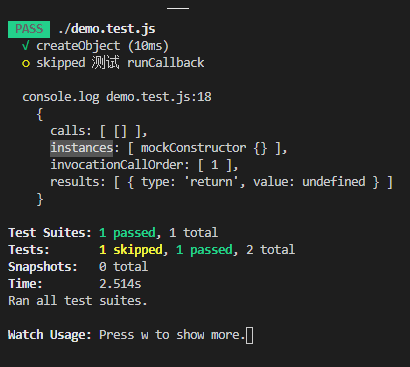 PASS ./demo.test.js
√ createObject (10ms)
○ skipped 测试 runCallback
console.log demo.test.js:18
{
calls: [ [] ],
instances: [ mockConstructor {} ],
invocationCallOrder: [ 1 ],
results: [ { type: 'return', value: undefined } ]
}
Test Suites: 1 passed, 1 total
Tests: 1 skipped, 1 passed, 2 total
Snapshots: 0 total
Time: 2.514s
Ran all test suites.
Watch Usage: Press w to show more.